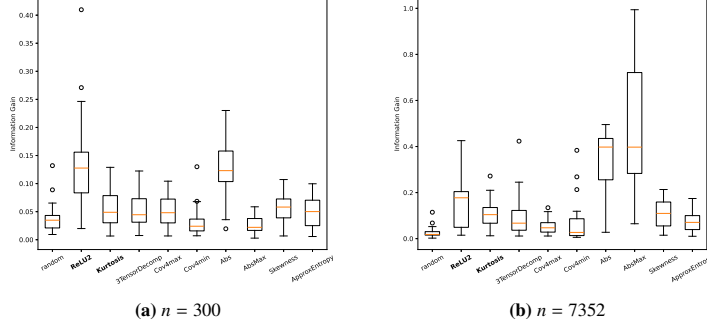 0.40
0.35
0.30
0.25
0.20
0.15
0.10
0.05
0.00
Information Gain
random
ReLU2
Kurtosis
3TensorDecomp
Cov4max
Cov4min
Abs
AbsMax
Skewness
ApproxEntropy
(a) n = 300
1.0
0.8
0.6
0.4
0.2
0.0
Information Gain
random
ReLU2
Kurtosis
3TensorDecomp
Cov4max
Cov4min
Abs
AbsMax
Skewness
ApproxEntropy
(b) n = 7352